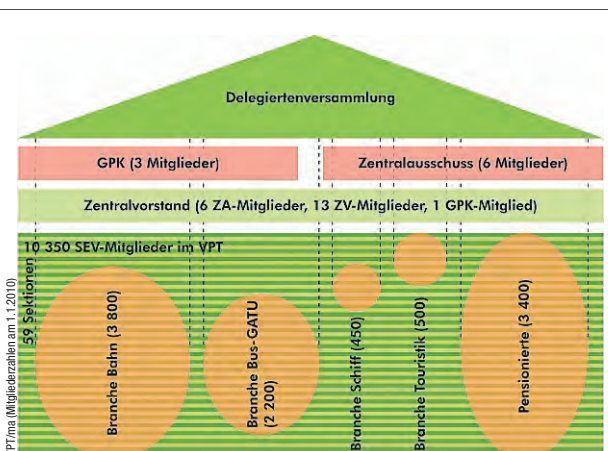 Delegiertenversammlung
GPK (3 Mitglieder)
Zentralausschuss (6 Mitglieder)
Zentralvorstand (6 ZA-Mitglieder, 13 ZV-Mitglieder, 1 GPK-Mitglied)
10 350 SEV-Mitglieder im VPT
59 Sektionen
Branche Bahn (3 800)
Branche Bus-GATU
(2 200)
Branche Schiff (450)
Branche Touristik (500)
Pensionierte (3 400)
PT/ma (Mitgliederzahlen am 1.1.2010)